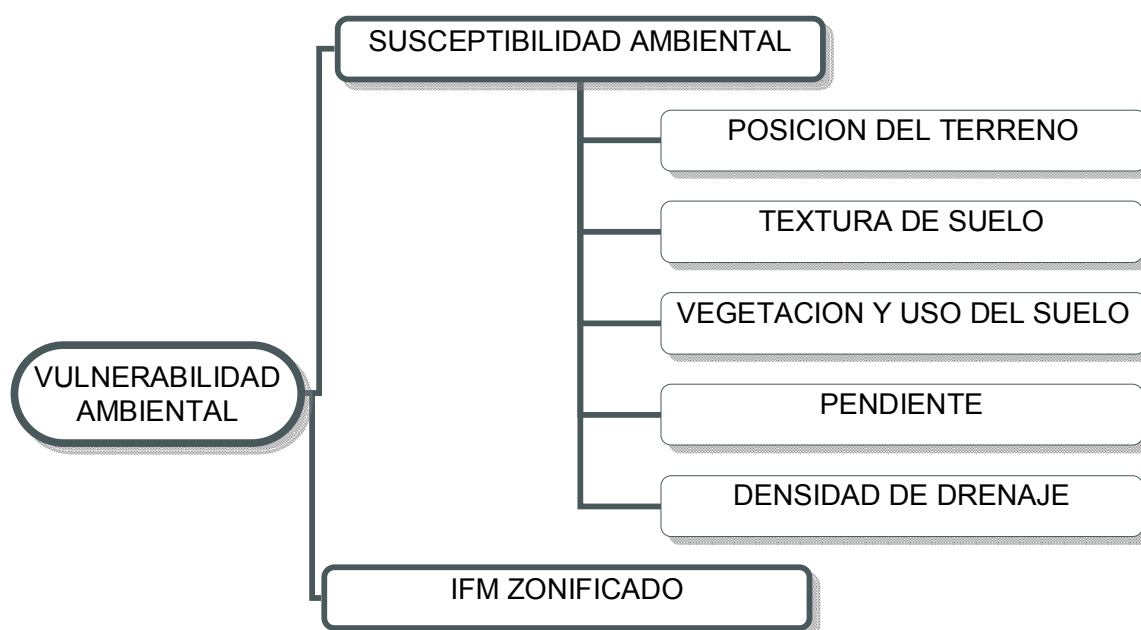 SUSCEPTIBILIDAD AMBIENTAL
POSICION DEL TERRENO
TEXTURA DE SUELO
VEGETACION Y USO DEL SUELO
VULNERABILIDAD
AMBIENTAL
PENDIENTE
DENSIDAD DE DRENAJE
IFM ZONIFICADO